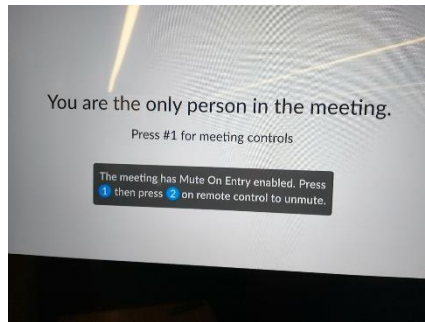 You are the only person in the meeting.
Press #1 for meeting controls
The meeting has Mute On Entry enabled. Press
1 then press 2 on remote control to unmute.